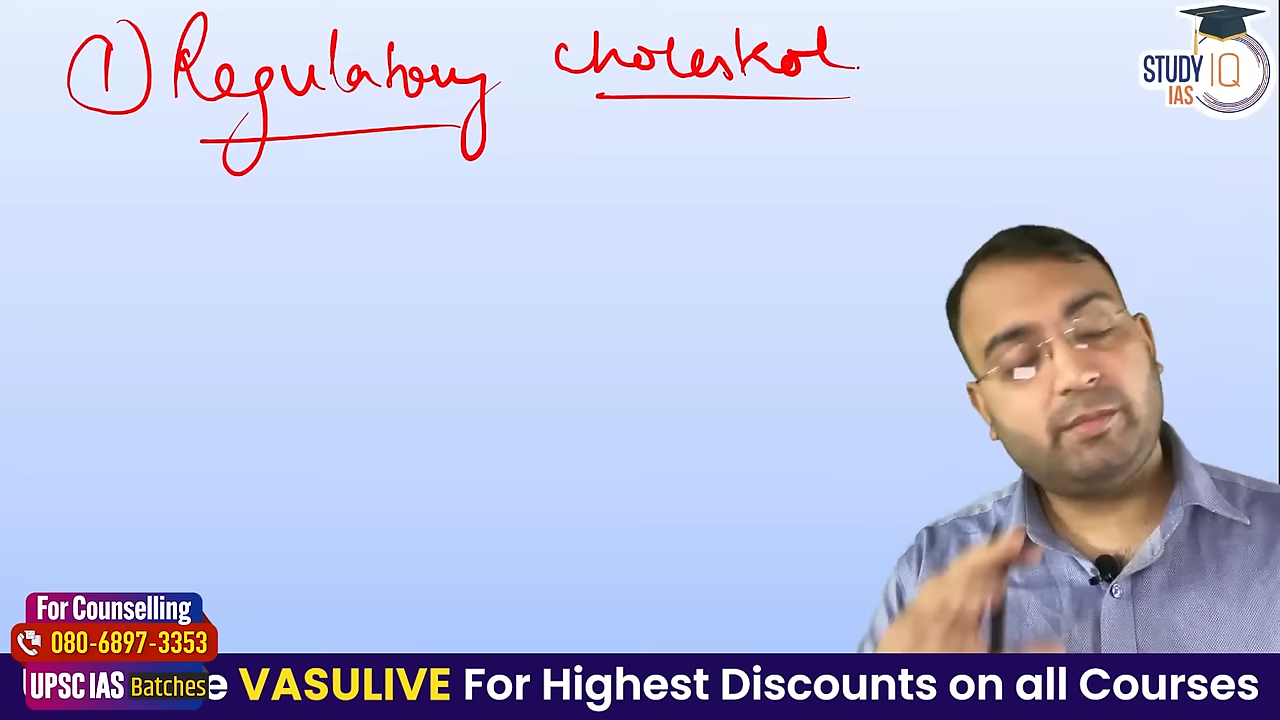 ① Regulatory choleskol
STUDY IQ
IAS
For Counselling
080-6897-3353
UPSC IAS Batches
e VASULIVE For Highest Discounts on all Courses